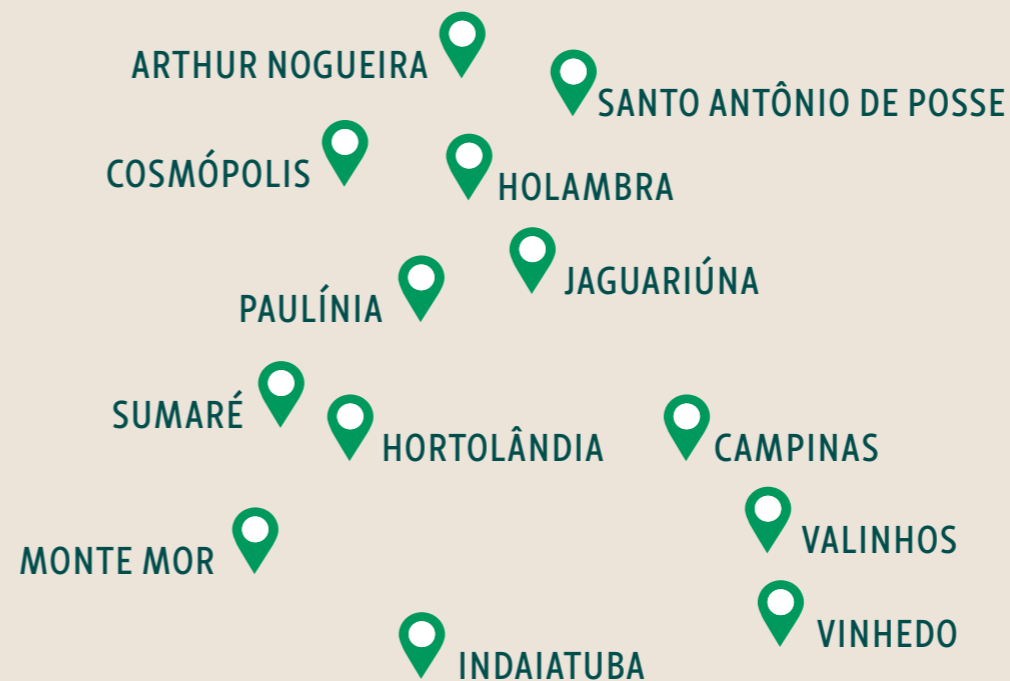 ARTHUR NOGUEIRA
SANTO ANTÔNIO DE POSSE
COSMÓPOLIS
HOLAMBRA
JAGUARIÚNA
PAULÍNIA
SUMARÉ
HORTOLÂNDIA
CAMPINAS
VALINHOS
MONTE MOR
VINHEDO
INDAIATUBA